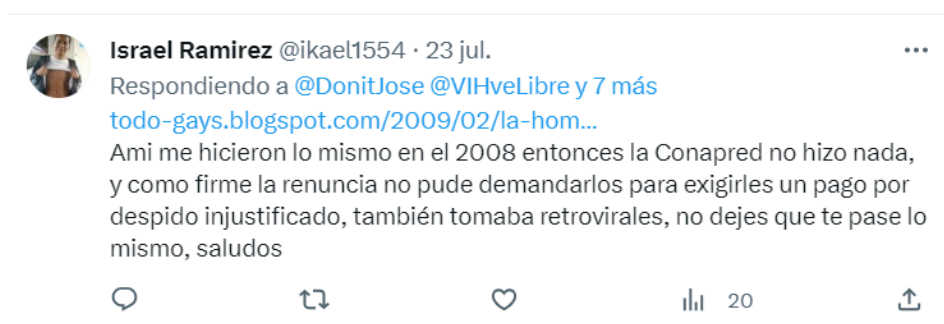 Israel Ramirez @ikael1554 · 23 jul.
Respondiendo a @DonitJose @VIHveLibre y 7 más
todo-gays.blogspot.com/2009/02/la-hom...
Ami me hicieron lo mismo en el 2008 entonces la Conapred no hizo nada,
y como firme la renuncia no pude demandarlos para exigirles un pago por
despido injustificado, también tomaba retrovirales, no dejes que te pase lo
mismo, saludos
20